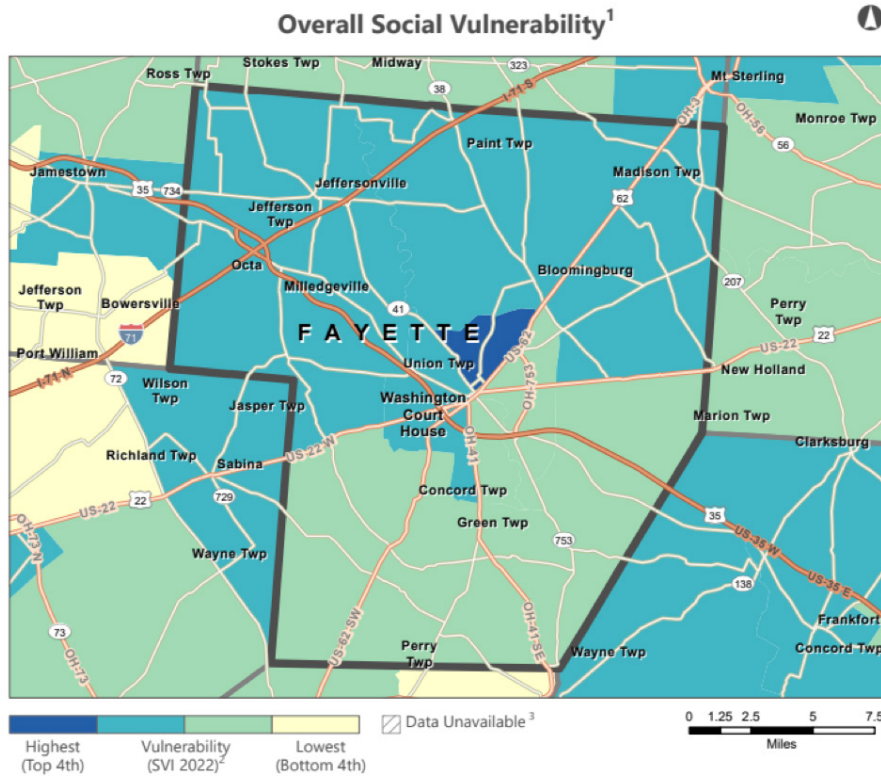 Overall Social Vulnerability1
Ross Twp
Stokes Twp
Midway
323
38
I-71 S
Mt Sterling
OH-3
OH-56
Monroe Twp
56
Paint Twp
Jamestown
35
734
Jeffersonville
Madison Twp
62
Jefferson
Twp
Octa
Bloomingburg
207
Milledgeville
Jefferson
Twp
Bowersville
41
Perry
Twp
71
FAYETTE
US-62
22
US-22
Port William
Union Twp
OH-753
I-71 N
72
Wilson
Twp
New Holland
Jasper Twp
Washington
Court
House
Marion Twp
Clarksburg
Richland Twp
Sabina
US-22 W
OH-41
22
US-22
729
Concord Twp
OH-73 N
Green Twp
35
US-35 W
Wayne Twp
753
138
US-35 E
73
OH-73
US-62 SW
OH-41 SE
Frankfort
Perry
Twp
Wayne Twp
Concord Twp
Highest
(Top 4th)
Vulnerability
(SVI 2022)2
Lowest
(Bottom 4th)
Data Unavailable 3
0 1.25 2.5 5 7.5
Miles